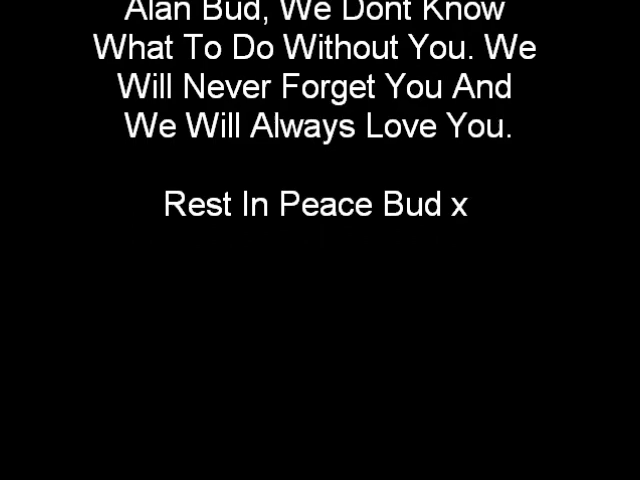 Alan Bud, We Dont Know
What To Do Without You. We
Will Never Forget You And
We Will Always Love You.
Rest In Peace Bud x